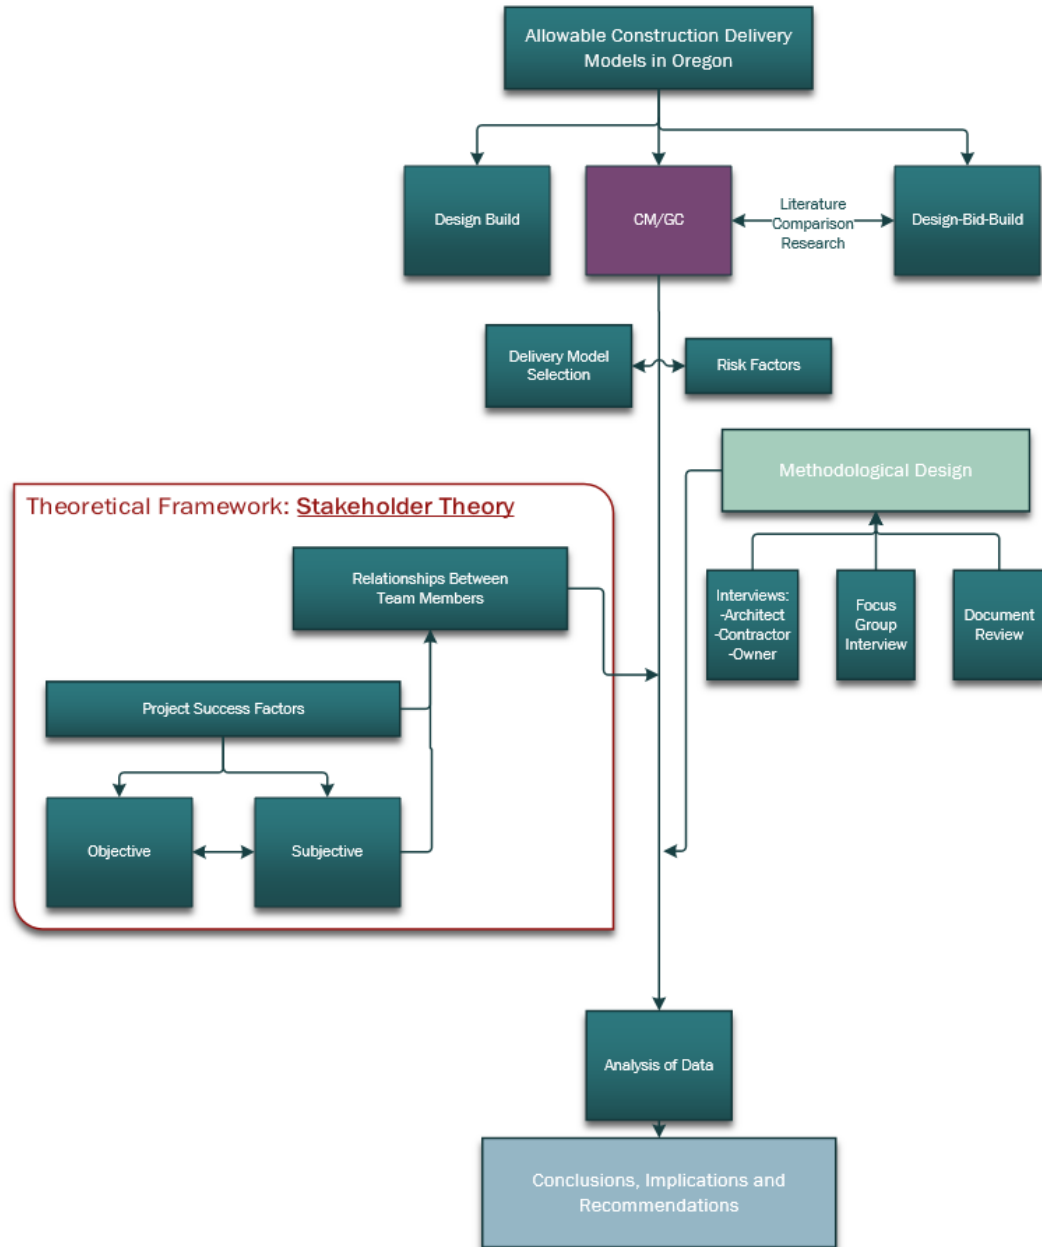 Allowable Construction Delivery
Models in Oregon
Design Build
CM/GC
Literature
Comparison
Research
Design-Bid-Build
Delivery Model
Selection
Risk Factors
Methodological Design
Theoretical Framework: Stakeholder Theory
Relationships Between
Team Members
Interviews:
-Architect
-Contractor
-Owner
Focus
Group
Interview
Document
Review
Project Success Factors
Objective
Subjective
Analysis of Data
Conclusions, Implications and
Recommendations